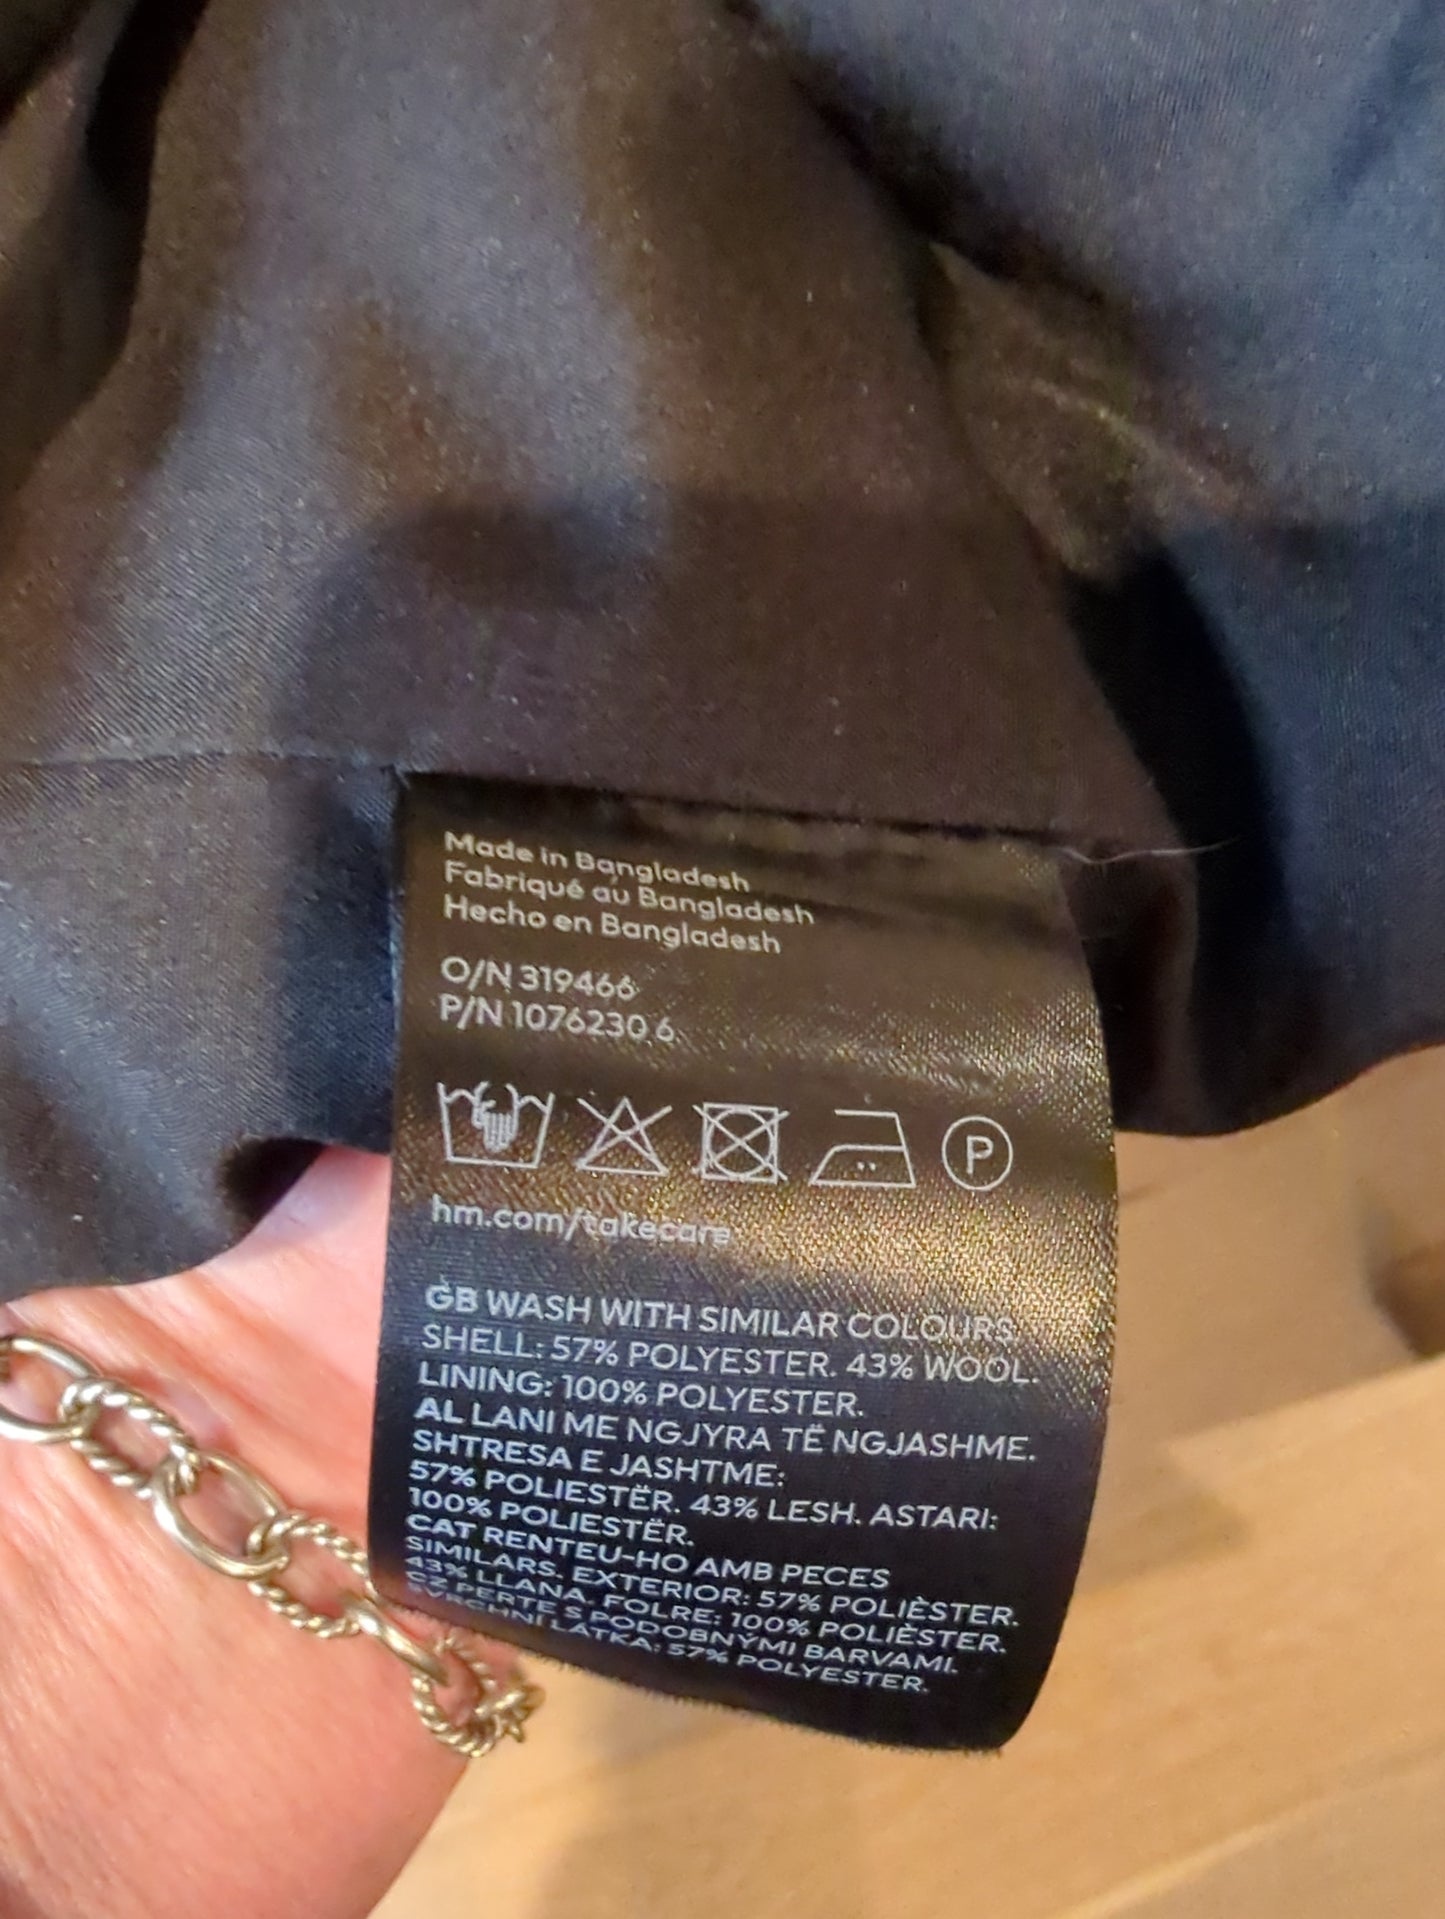 Made in Bangladesh
Fabriqué au Bangladesh
Hecho en Bangladesh
O/N 319466
P/N 1076230 6
P
hm.com/takecare
GB WASH WITH SIMILAR COLOURS.
SHELL: 57% POLYESTER. 43% WOOL.
LINING: 100% POLYESTER.
AL LANI ME NGJYRA TË NGJASHME.
SHTRESA E JASHTME:
57% POLIESTËR. 43% LESH. ASTARI:
100% POLIESTËR.
CAT RENTEU-HO AMB PECES
SIMILARS. EXTERIOR: 57% POLIÈSTER.
43% LLANA. FOLRE: 100% POLIÈSTER.
CZ PERTE S PODOBNÝMI BARVAMI.
SVRCHNI LÁTKA: 57% POLYESTER.